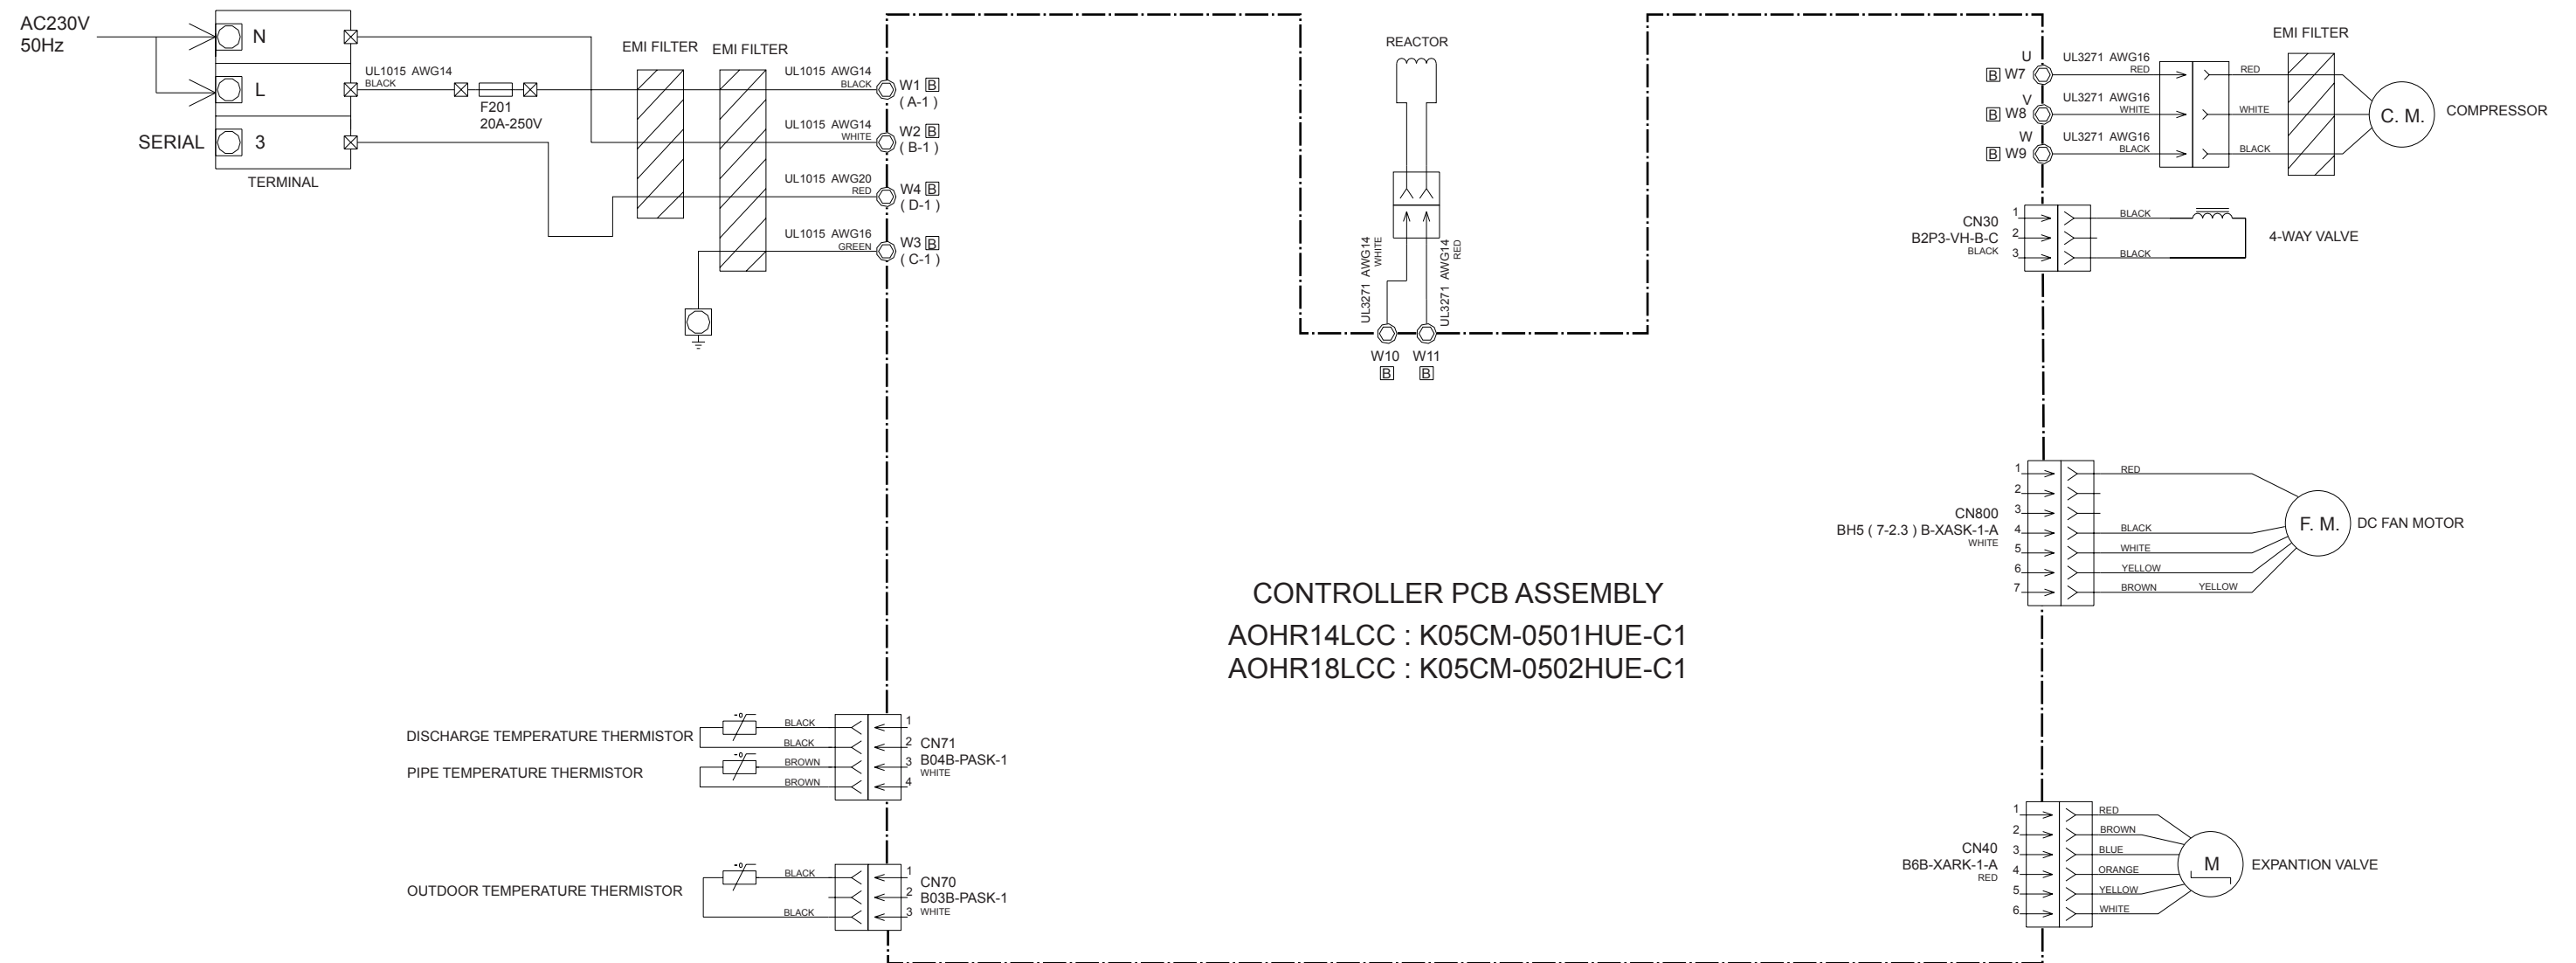 AC230V
50Hz
N
L
SERIAL 3
TERMINAL
UL1015 AWG14
BLACK
F201
20A-250V
EMI FILTER
EMI FILTER
UL1015 AWG14
BLACK
W1 B
( A-1 )
UL1015 AWG14
WHITE
W2 B
( B-1 )
UL1015 AWG20
RED
W4 B
( D-1 )
UL1015 AWG16
GREEN
W3 B
( C-1 )
REACTOR
UL3271 AWG14
WHITE
UL3271 AWG14
RED
W10 W11
B B
EMI FILTER
U
B W7
UL3271 AWG16
RED
RED
V
B W8
UL3271 AWG16
WHITE
WHITE
W
B W9
UL3271 AWG16
BLACK
BLACK
C. M.
COMPRESSOR
CN30
B2P3-VH-B-C
BLACK
1
2
3
BLACK
BLACK
4-WAY VALVE
CN800
BH5 ( 7-2.3 ) B-XASK-1-A
WHITE
1
2
3
4
5
6
7
RED
BLACK
WHITE
YELLOW
BROWN YELLOW
F. M.
DC FAN MOTOR
CONTROLLER PCB ASSEMBLY
AOHR14LCC : K05CM-0501HUE-C1
AOHR18LCC : K05CM-0502HUE-C1
DISCHARGE TEMPERATURE THERMISTOR
PIPE TEMPERATURE THERMISTOR
-0
-0
BLACK
BLACK
BROWN
BROWN
1
2
3
4
CN71
B04B-PASK-1
WHITE
OUTDOOR TEMPERATURE THERMISTOR
-0
BLACK
BLACK
1
2
3
CN70
B03B-PASK-1
WHITE
CN40
B6B-XARK-1-A
RED
1
2
3
4
5
6
RED
BROWN
BLUE
ORANGE
YELLOW
WHITE
M
EXPANTION VALVE